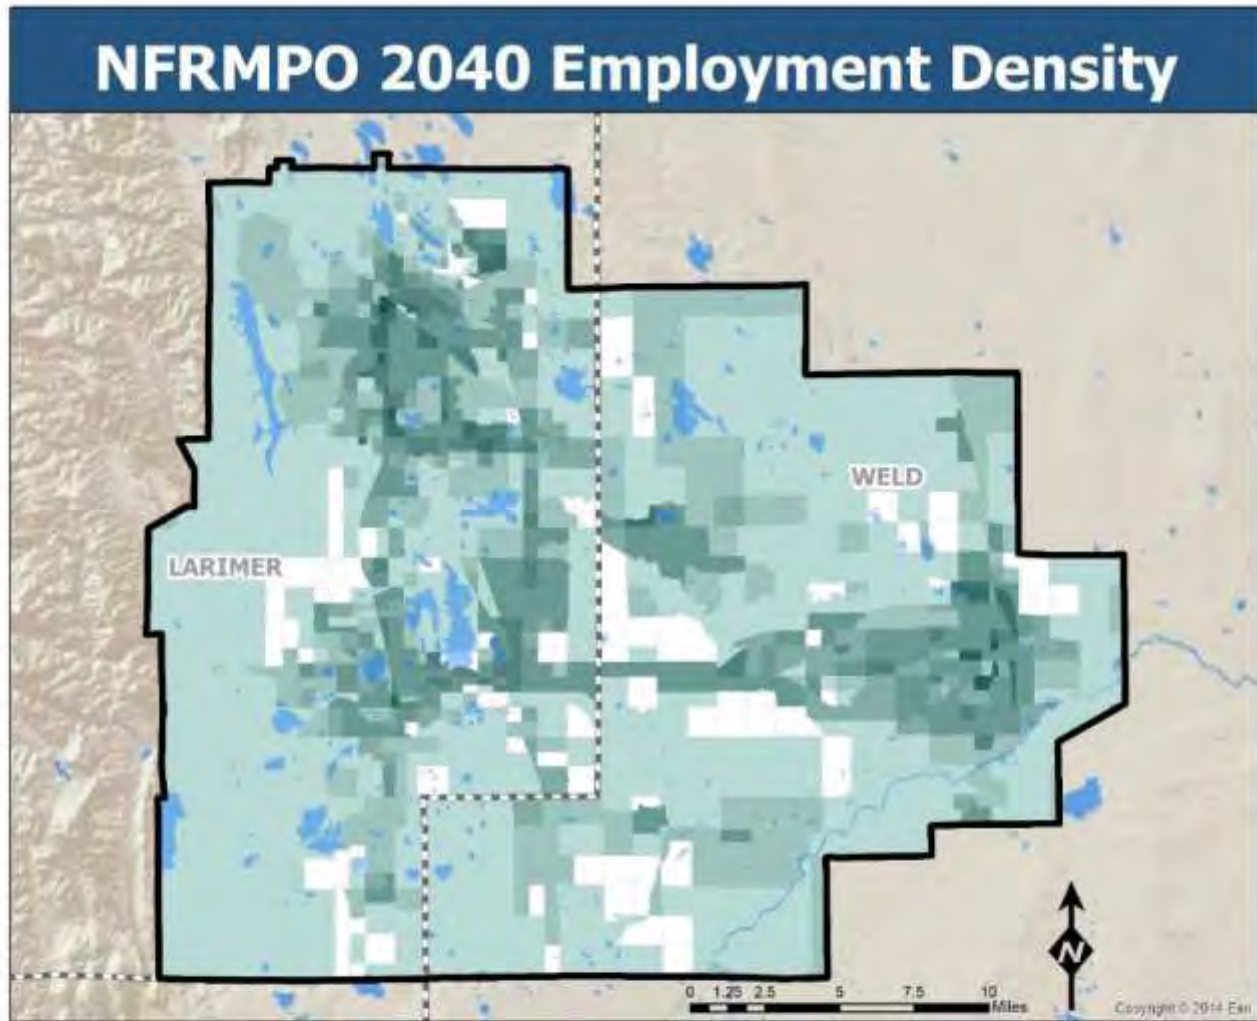 NFRMPO 2040 Employment Density
WELD
LARIMER
N
0 1.25 2.5 5 7.5 10
Miles
Copyright © 2014 Esri